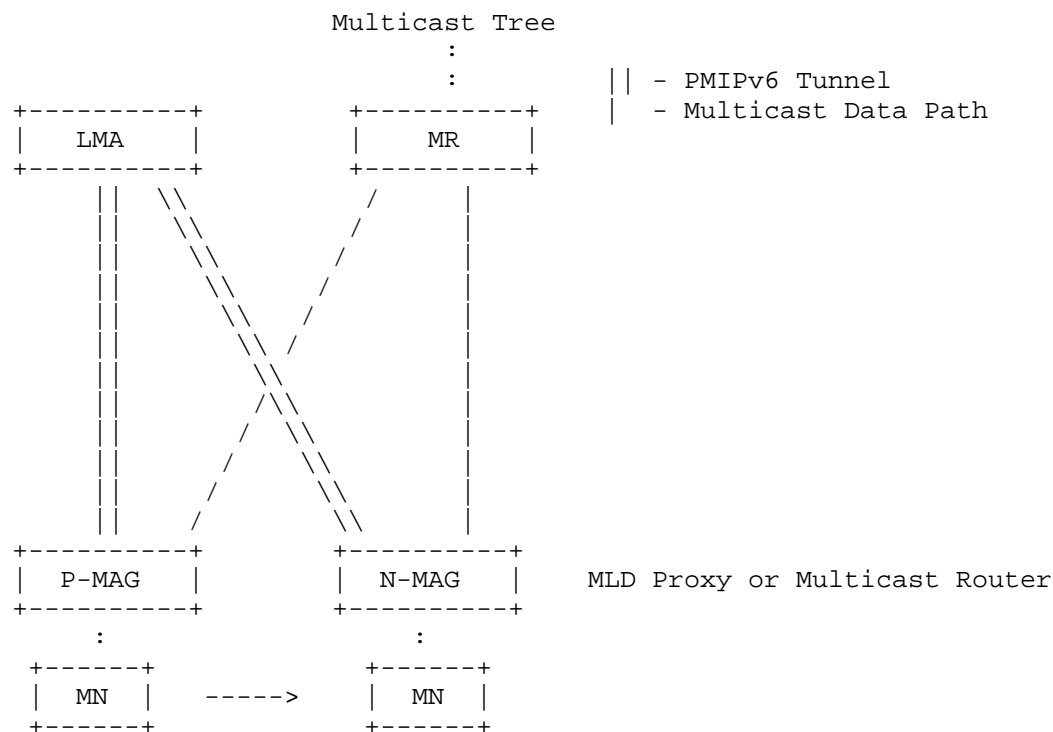 Multicast Tree
|| - PMIPv6 Tunnel
| - Multicast Data Path
LMA MR
P-MAG N-MAG MLD Proxy or Multicast Router
MN -----> MN